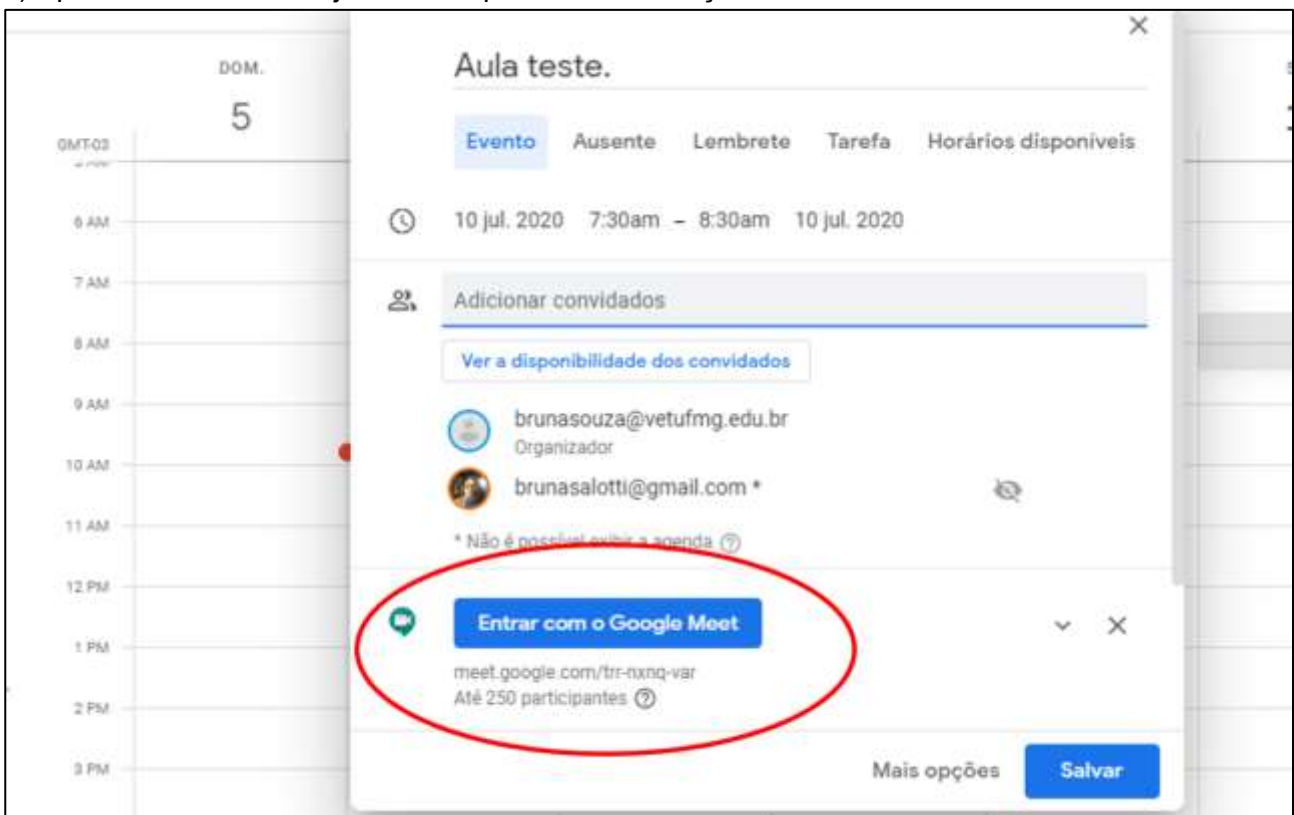 DOM.
5
GMT-03
6 AM
7 AM
8 AM
9 AM
10 AM
11 AM
12 PM
1 PM
2 PM
3 PM
Aula teste.
Evento Ausente Lembrete Tarefa Horários disponíveis
10 jul. 2020 7:30am – 8:30am 10 jul. 2020
Adicionar convidados
Ver a disponibilidade dos convidados
brunasouza@vetufmg.edu.br
Organizador
brunasalotti@gmail.com *
* Não é possível exibir a agenda
Entrar com o Google Meet
meet.google.com/trr-nxnq-var
Até 250 participantes
Mais opções Salvar